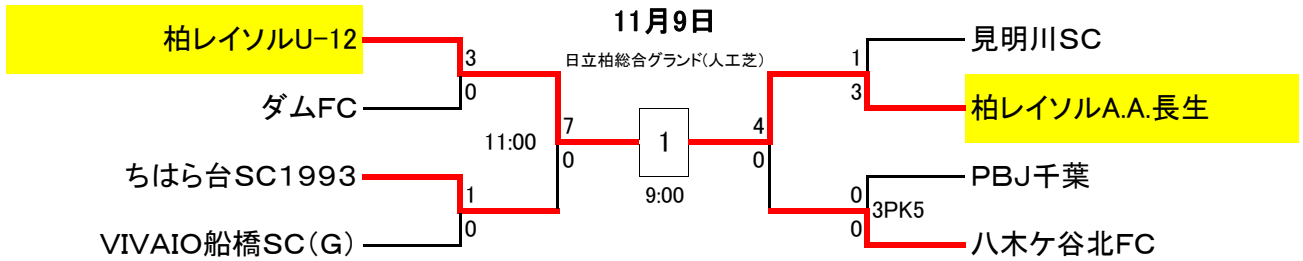 11月9日
日立柏総合グランド(人工芝)
柏レイソルU-12
3
0
ダムFC
11:00
7
0
ちはら台SC1993
1
0
VIVAIO船橋SC(G)
1
9:00
見明川SC
1
3
柏レイソルA.A.長生
4
0
PBJ千葉
0
3PK5
0
八木ケ谷北FC